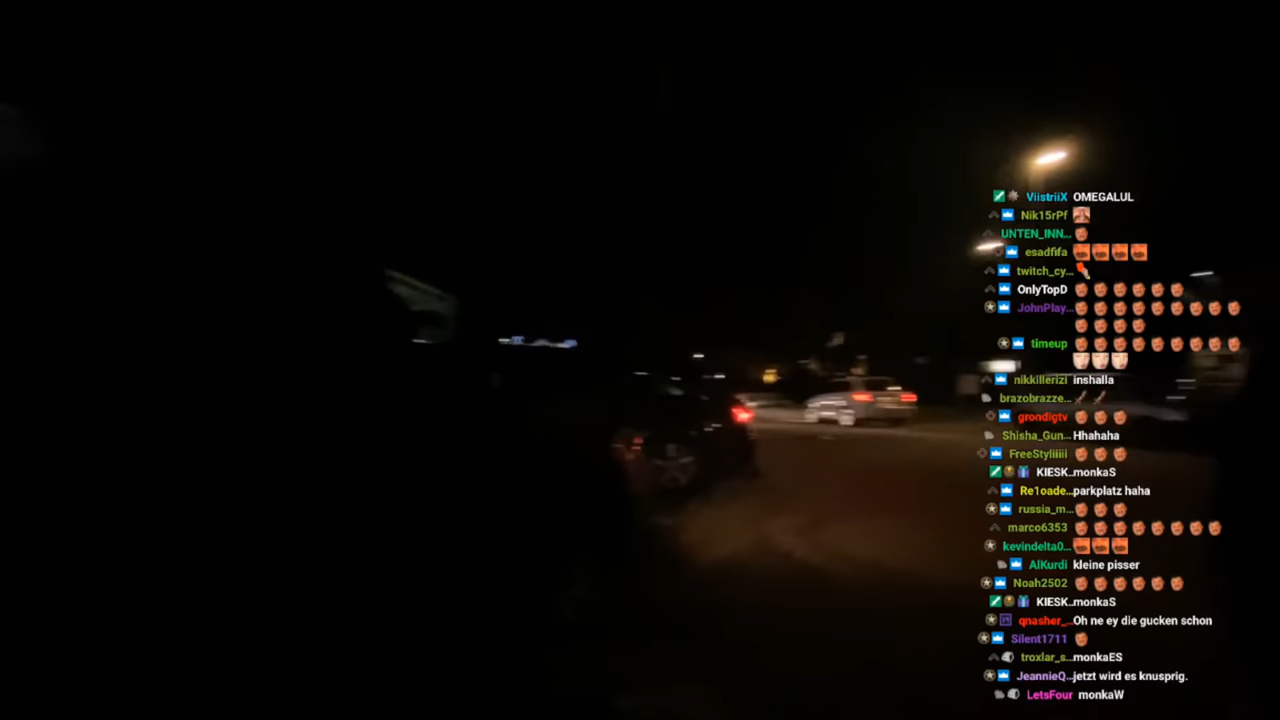 ViistriiX OMEGALUL
Nik15rPf
UNTEN_INN...
esadfifa
twitch_cy...
OnlyTopD
JohnPlay...
timeup
nikkillerizi inshalla
brazobrazze...
grondigtv
Shisha_Gun... Hhahaha
FreeStyliiiii
KIESK... monkaS
Re1oade... parkplatz haha
russia_m...
marco6353
kevindelta0...
AlKurdi kleine pisser
Noah2502
KIESK... monkaS
qnasher_... Oh ne ey die gucken schon
Silent1711
troxlar_s... monkaES
JeannieQ... jetzt wird es knusprig.
LetsFour monkaW